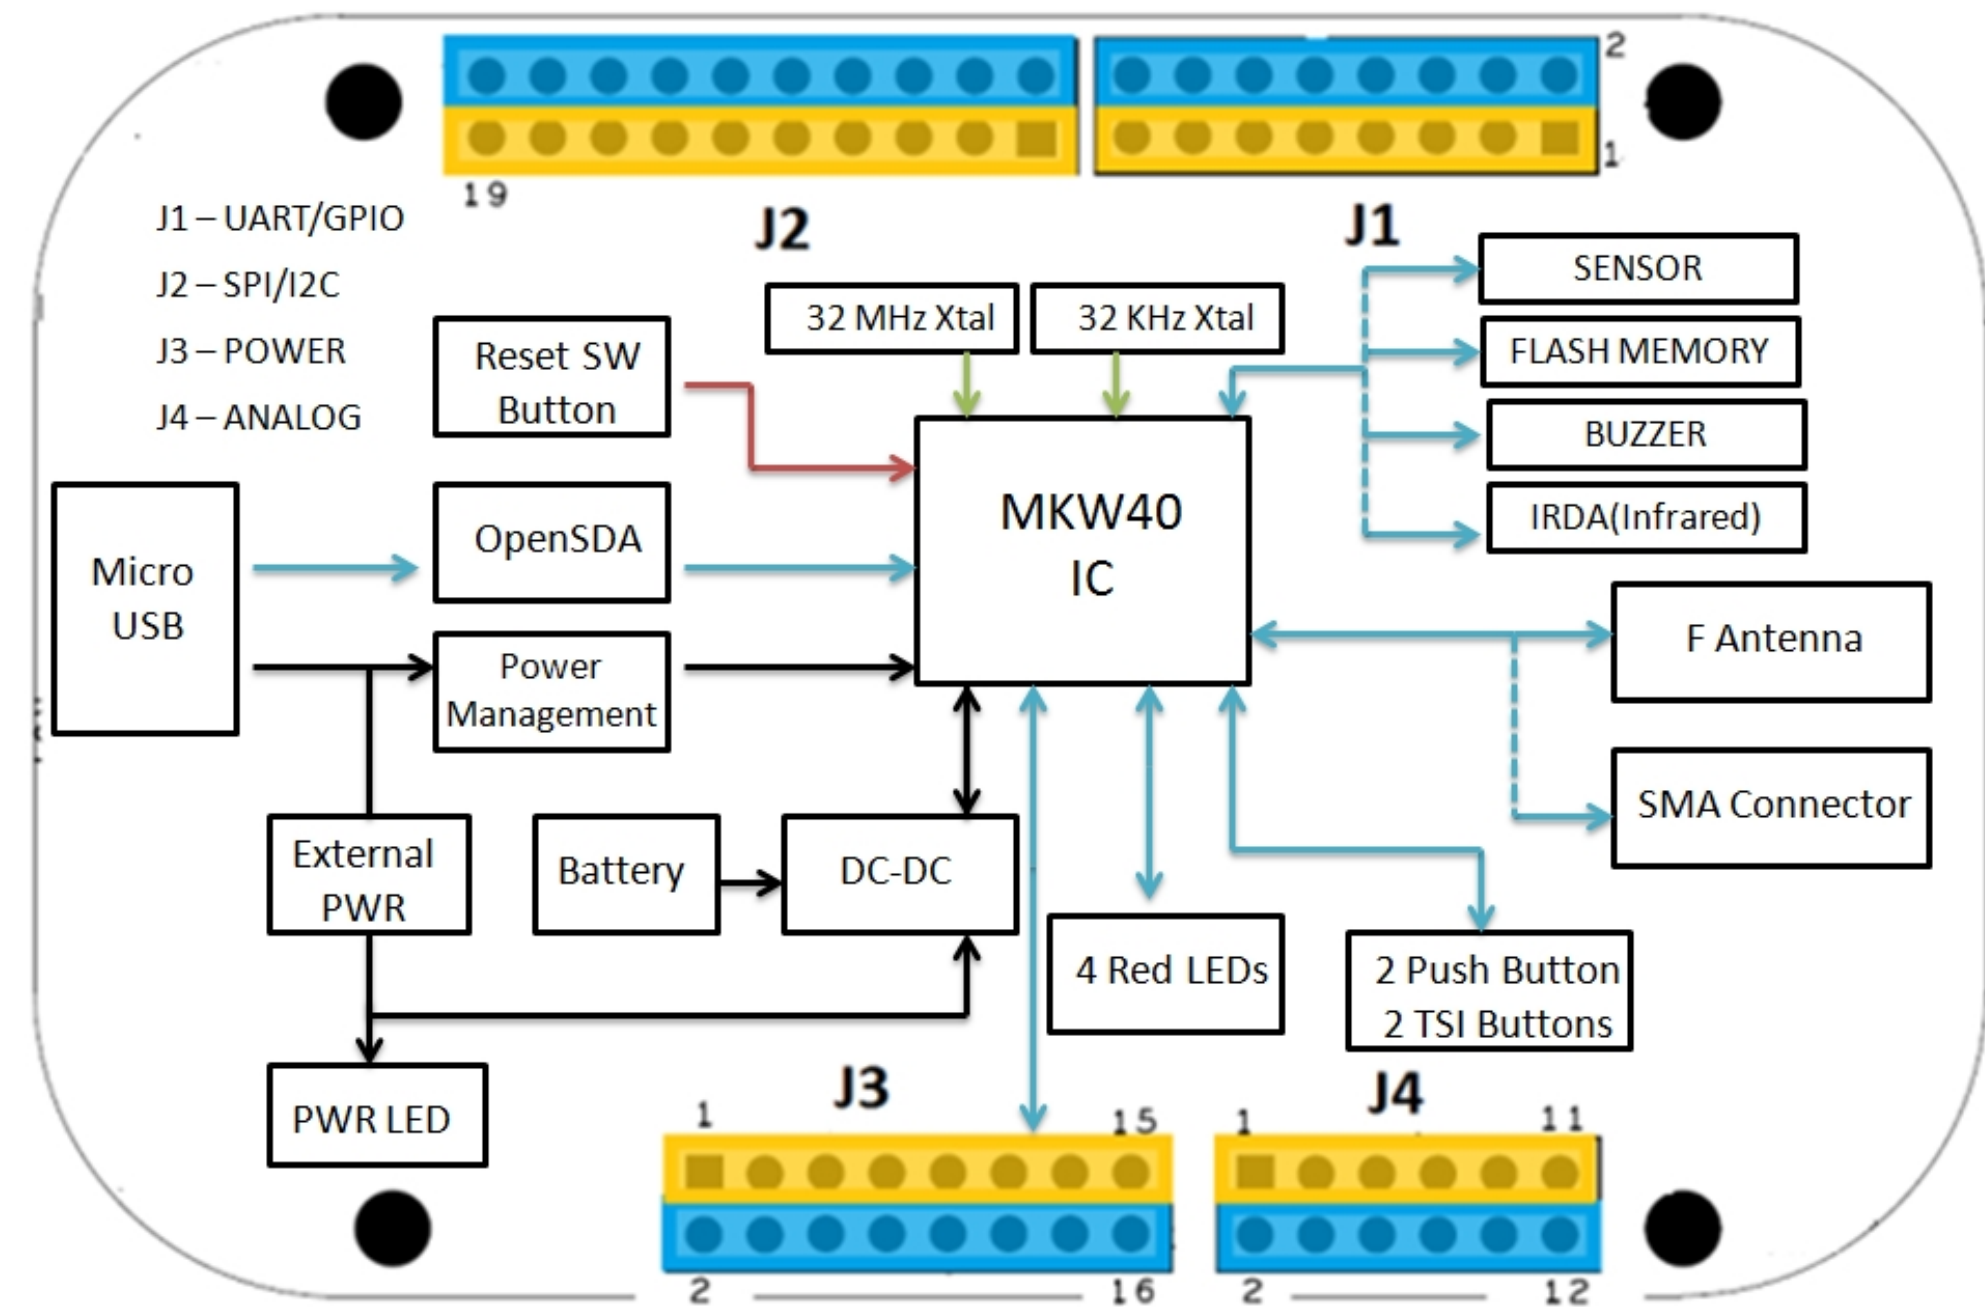 2
1
19
J2
J1
J1 – UART/GPIO
J2 – SPI/I2C
J3 – POWER
J4 – ANALOG
Reset SW
Button
32 MHz Xtal
32 KHz Xtal
SENSOR
FLASH MEMORY
BUZZER
IRDA(Infrared)
Micro
USB
OpenSDA
MKW40
IC
Power
Management
F Antenna
SMA Connector
External
PWR
Battery
DC-DC
4 Red LEDs
2 Push Button
2 TSI Buttons
PWR LED
J3
J4
1
15
1
11
2
16
2
12